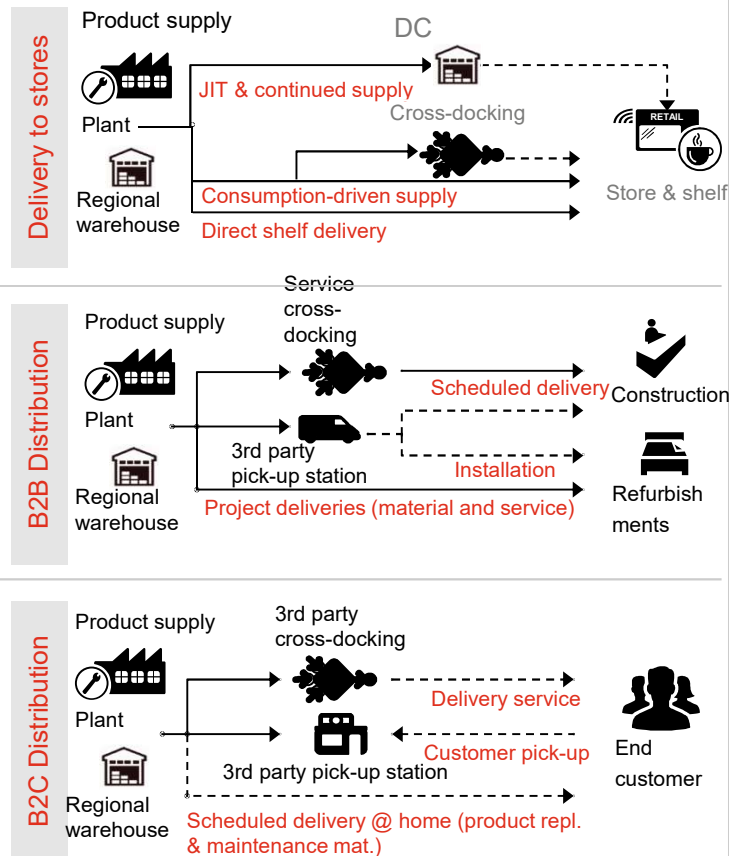 Delivery to stores
Product supply
DC
JIT & continued supply
RETAIL
Plant
Cross-docking
Regional
warehouse
Consumption-driven supply
Store & shelf
Direct shelf delivery
B2B Distribution
Service
cross-
docking
Product supply
Scheduled delivery
Construction
Plant
3rd party
pick-up station
Installation
Regional
warehouse
Project deliveries (material and service)
Refurbish
ments
B2C Distribution
3rd party
cross-docking
Product supply
Delivery service
Plant
Customer pick-up
End
customer
3rd party pick-up station
Regional
warehouse
Scheduled delivery @ home (product repl.
& maintenance mat.)